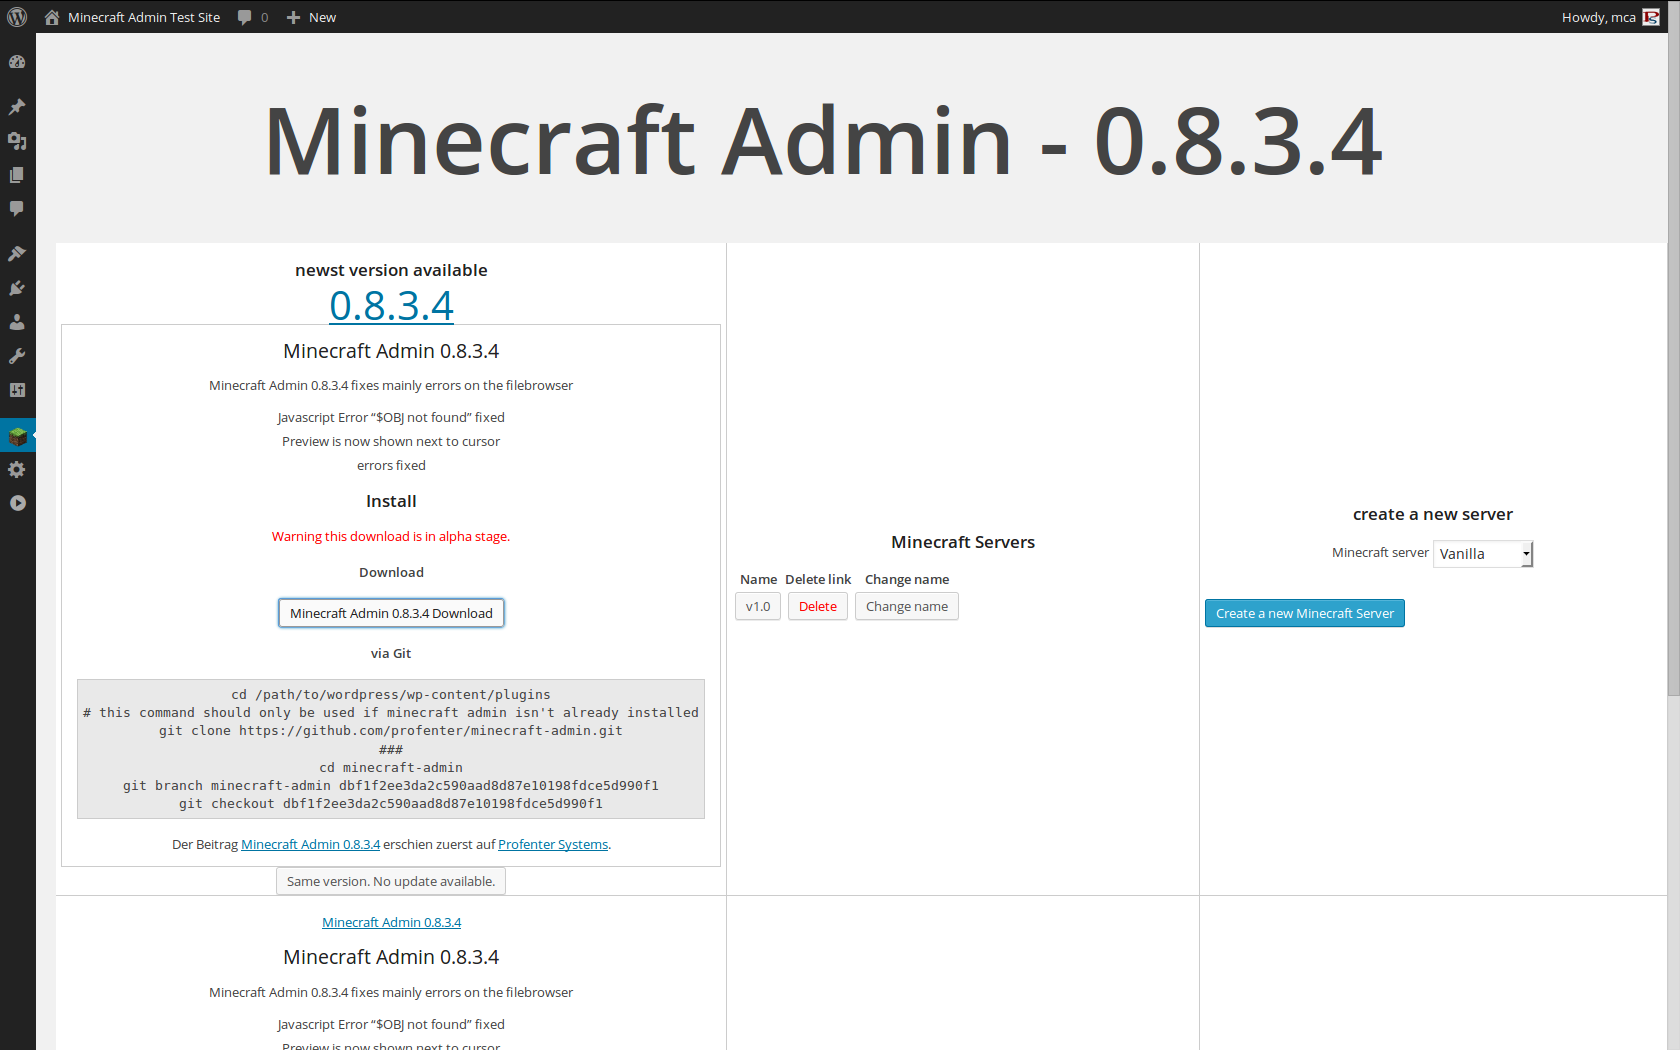 Minecraft Admin Test Site 0 New Howdy, mca
Minecraft Admin - 0.8.3.4
newst version available
0.8.3.4
Minecraft Admin 0.8.3.4
Minecraft Admin 0.8.3.4 fixes mainly errors on the filebrowser
Javascript Error “$OBJ not found” fixed
Preview is now shown next to cursor
errors fixed
Install
Warning this download is in alpha stage.
Download
Minecraft Admin 0.8.3.4 Download
via Git
cd /path/to/wordpress/wp-content/plugins
# this command should only be used if minecraft admin isn't already installed
git clone https://github.com/profenter/minecraft-admin.git
###
cd minecraft-admin
git branch minecraft-admin dbf1f2ee3da2c590aad8d87e10198fdce5d990f1
git checkout dbf1f2ee3da2c590aad8d87e10198fdce5d990f1
Der Beitrag Minecraft Admin 0.8.3.4 erschien zuerst auf Profenter Systems.
Same version. No update available.
Minecraft Servers
Name Delete link Change name
v1.0 Delete Change name
create a new server
Minecraft server Vanilla
Create a new Minecraft Server
Minecraft Admin 0.8.3.4
Minecraft Admin 0.8.3.4
Minecraft Admin 0.8.3.4 fixes mainly errors on the filebrowser
Javascript Error “$OBJ not found” fixed
Preview is now shown next to cursor